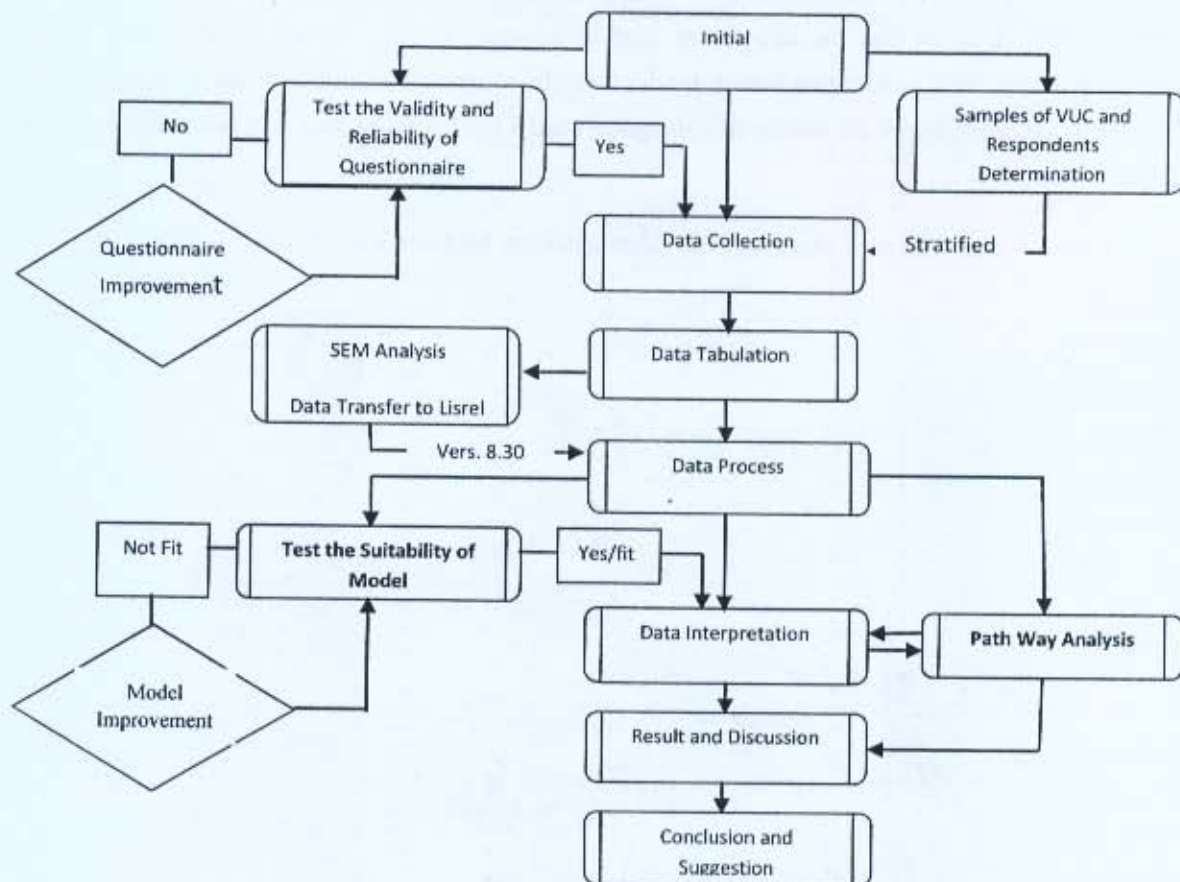 Initial
No
Test the Validity and
Reliability of
Questionnaire
Yes
Samples of VUC and
Respondents
Determination
Questionnaire
Improvement
Data Collection
Stratified
SEM Analysis
Data Transfer to Lisrel
Data Tabulation
Vers. 8.30
Data Process
Not Fit
Test the Suitability of
Model
Yes/fit
Data Interpretation
Path Way Analysis
Model
Improvement
Result and Discussion
Conclusion and
Suggestion